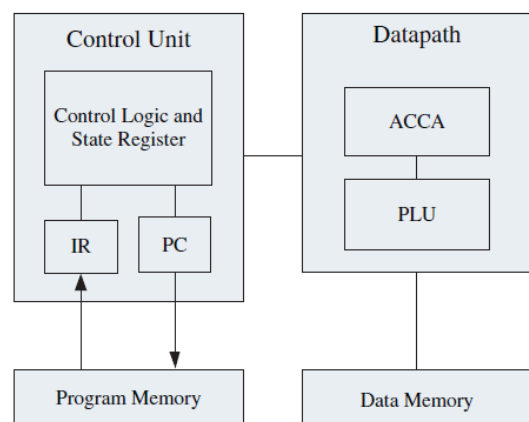 Control Unit
Control Logic and
State Register
IR
PC
Program Memory
Datapath
ACCA
PLU
Data Memory